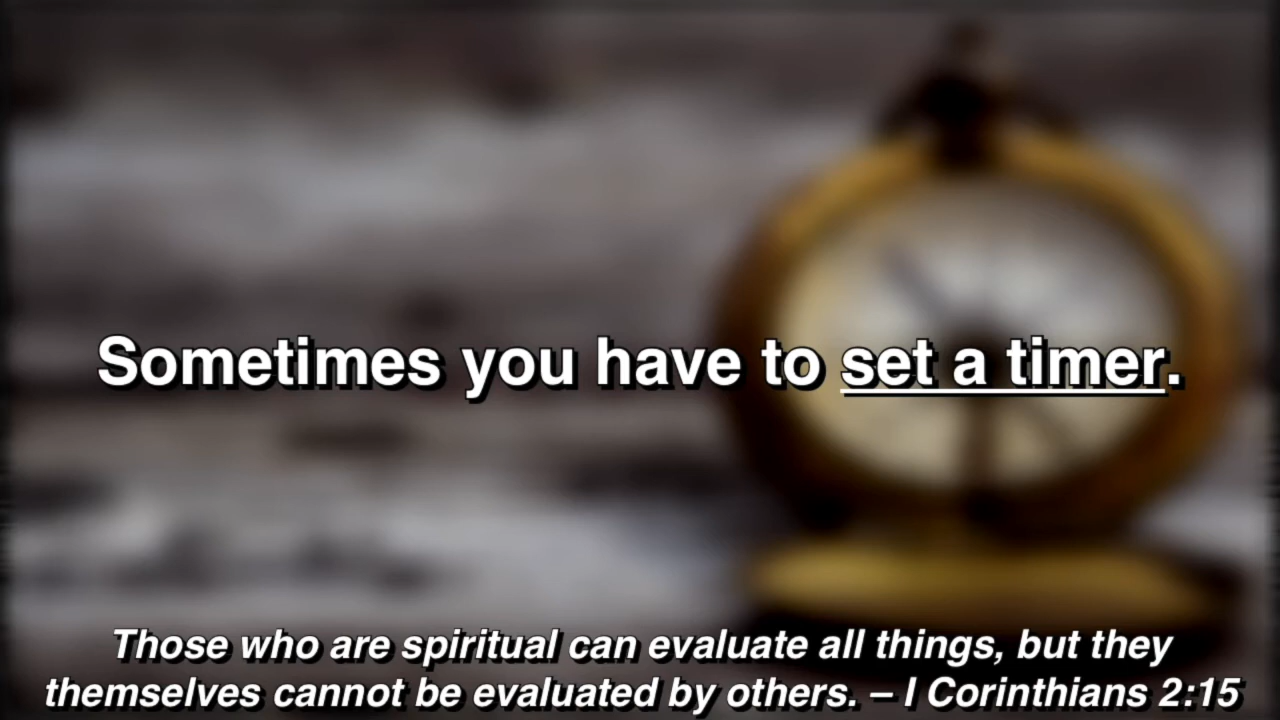 Sometimes you have to set a timer.
Those who are spiritual can evaluate all things, but they
themselves cannot be evaluated by others. – I Corinthians 2:15